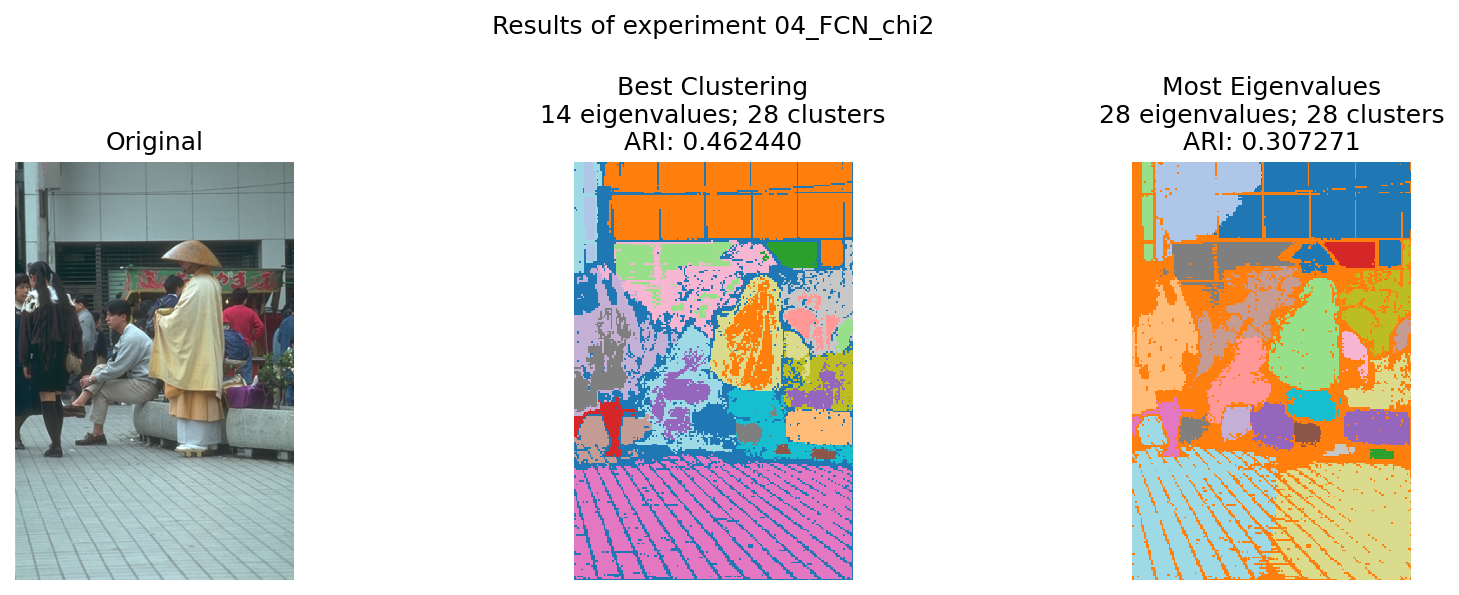 Results of experiment 04_FCN_chi2
Original
Best Clustering
14 eigenvalues; 28 clusters
ARI: 0.462440
Most Eigenvalues
28 eigenvalues; 28 clusters
ARI: 0.307271